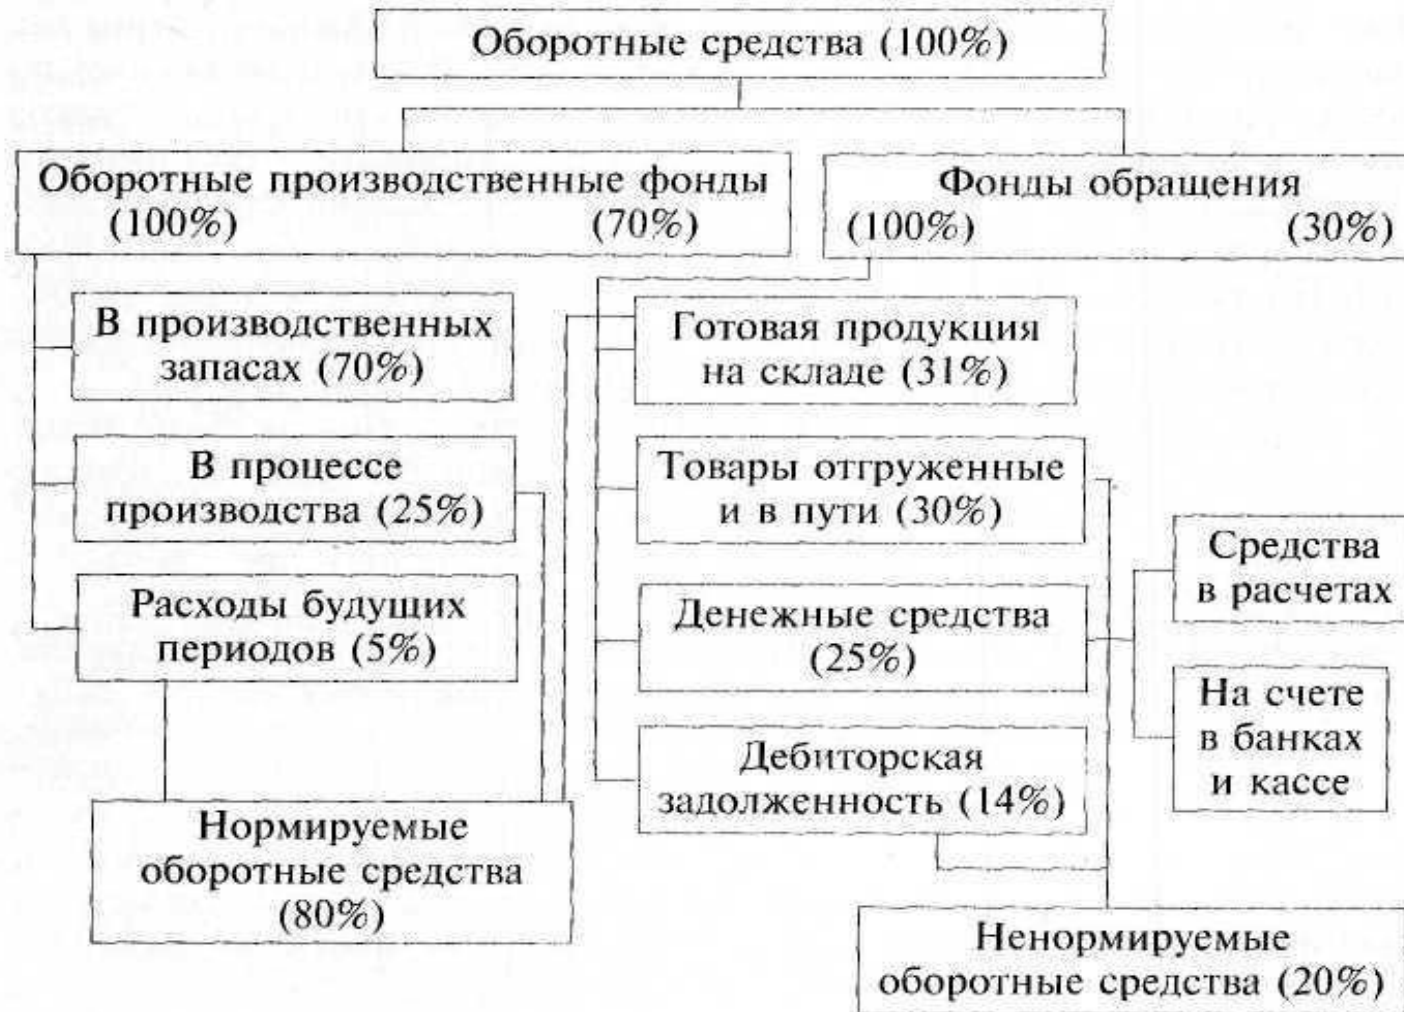 Оборотные средства (100%)
Оборотные производственные фонды
(100%) (70%)
Фонды обращения
(100%) (30%)
В производственных
запасах (70%)
В процессе
производства (25%)
Расходы будущих
периодов (5%)
Нормируемые
оборотные средства
(80%)
Готовая продукция
на складе (31%)
Товары отгруженные
и в пути (30%)
Денежные средства
(25%)
Дебиторская
задолженность (14%)
Средства
в расчетах
На счете
в банках
и кассе
Ненормируемые
оборотные средства (20%)